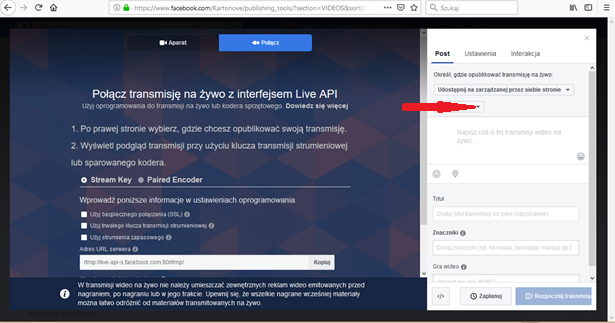 https://www.facebook.com/Kartonove/publishing_tools/?section=VIDEOS&sort[
Szukaj
Aparat
Połącz
Połącz transmisję na żywo z interfejsem Live API
Użyj oprogramowania do transmisji na żywo lub kodera sprzętowego. Dowiedz się więcej
1. Po prawej stronie wybierz, gdzie chcesz opublikować swoją transmisję.
2. Wyświetl podgląd transmisji przy użyciu klucza transmisji strumieniowej
lub sparowanego kodera.
Stream Key
Paired Encoder
Wprowadź poniższe informacje w ustawieniach oprogramowania.
Użyj bezpiecznego połączenia (SSL)
Użyj trwałego klucza transmisji strumieniowej
Użyj strumienia zapasowego
Adres URL serwera
rtmp://live-api-s.facebook.com:80/rtmp/
Kopiuj
W transmisji wideo na żywo nie należy umieszczać zewnętrznych reklam wideo emitowanych przed
nagraniem, po nagraniu lub w jego trakcie. Upewnij się, że wszelkie nagrane wcześniej materiały
można łatwo odróżnić od materiałów transmitowanych na żywo.
Post
Ustawienia
Interakcja
Określ, gdzie opublikować transmisję na żywo:
Udostępnij na zarządzanej przez siebie stronie
Napisz coś o tej transmisji wideo na
żywo...
Tytuł
Dodaj tytuł transmisji na żywo (opcjonalnie)
Znaczniki
Dodaj znaczniki (np. komedia, zwierzęta, marcjaż itp.)
Gra wideo
</>
Zaplanuj
Rozpocznij transmisj